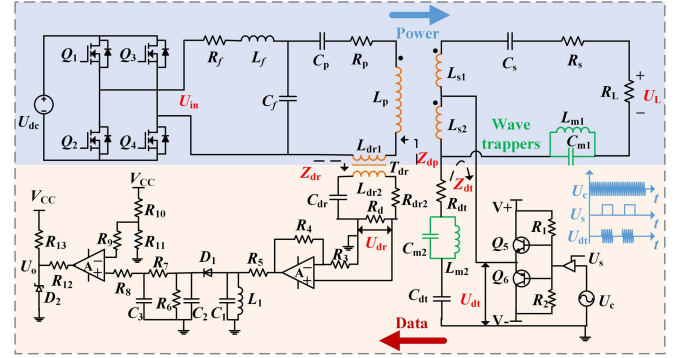 Power
Q1
Q3
Rf
Lf
Cp
Rp
Cs
Rs
Ls1
Uin
Udc
Cf
Lp
RL
+
UL
−
Q2
Q4
Ls2
Wave
trappers
Lm1
Cm1
Ldr1
Zdr
Tdr
Zdp
Zdt
Ldr2
Cdr
Rdr2
Rd
Rdt
VCC
VCC
R10
R13
R9
R11
Udr
Cm2
Lm2
V+
R1
Q5
Q6
R2
V-
Us
Uc
Uc
t
Us
t
Udt
t
Uo
A
−
+
R12
D2
R8
R7
D1
R5
R4
R3
A
−
+
C3
R6
C2
C1
L1
Cdt
Udt
Data